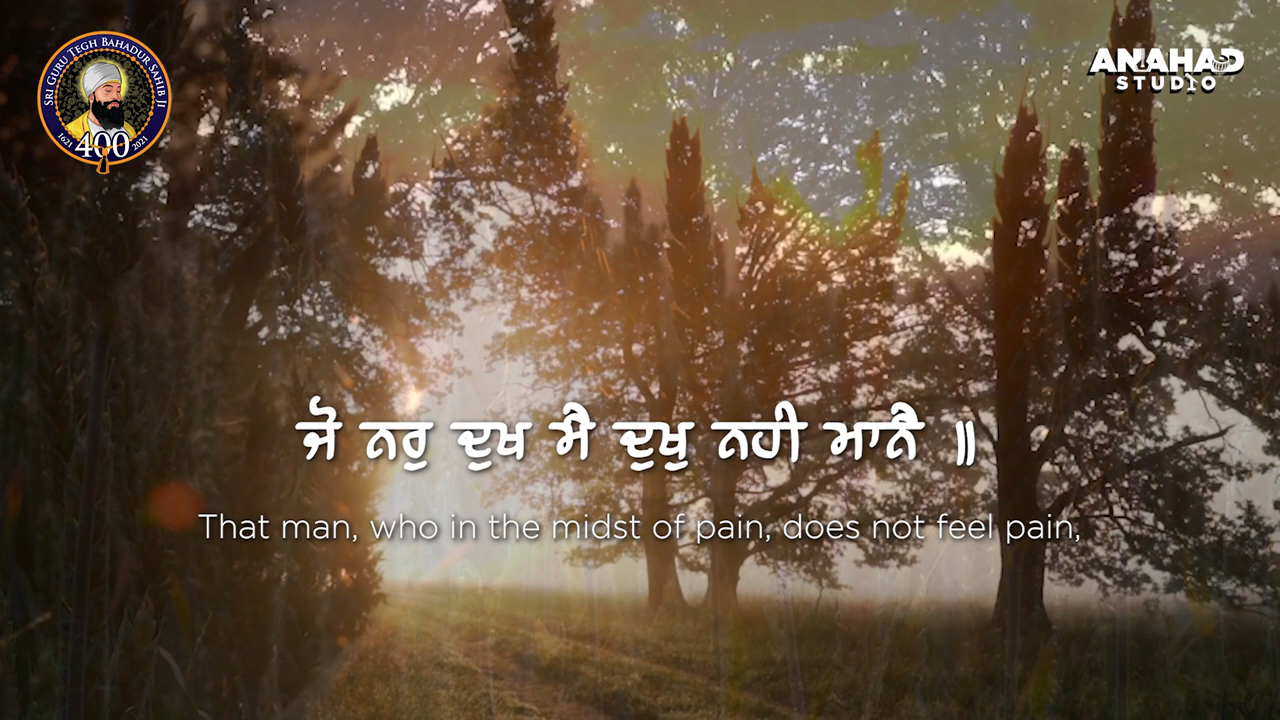 SRI GURU TEGH BAHADUR SAHIB JI
1621 400 2021
ANAHAD
STUDIO
ਜੋ ਨਰੁ ਦੁਖ ਮੈ ਦੁਖੁ ਨਹੀ ਮਾਨੈ ॥
That man, who in the midst of pain, does not feel pain,